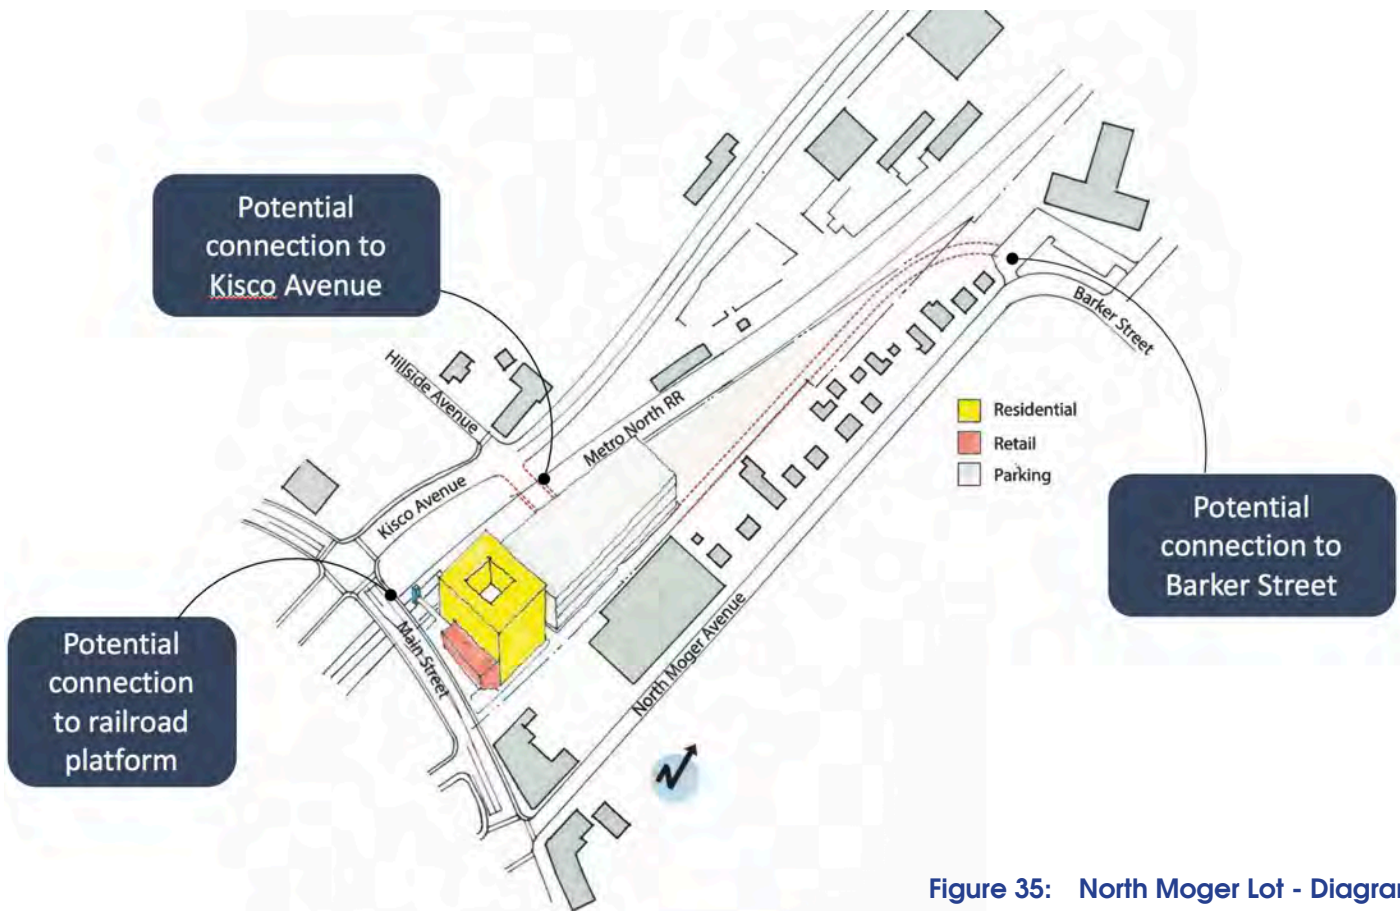 Potential
connection to
Kisco Avenue
Hillside Avenue
Metro North RR
Kisco Avenue
Barker Street
Residential
Retail
Parking
Potential
connection to
Barker Street
Potential
connection
to railroad
platform
Main Street
North Moger Avenue
N
Figure 35: North Moger Lot - Diagra